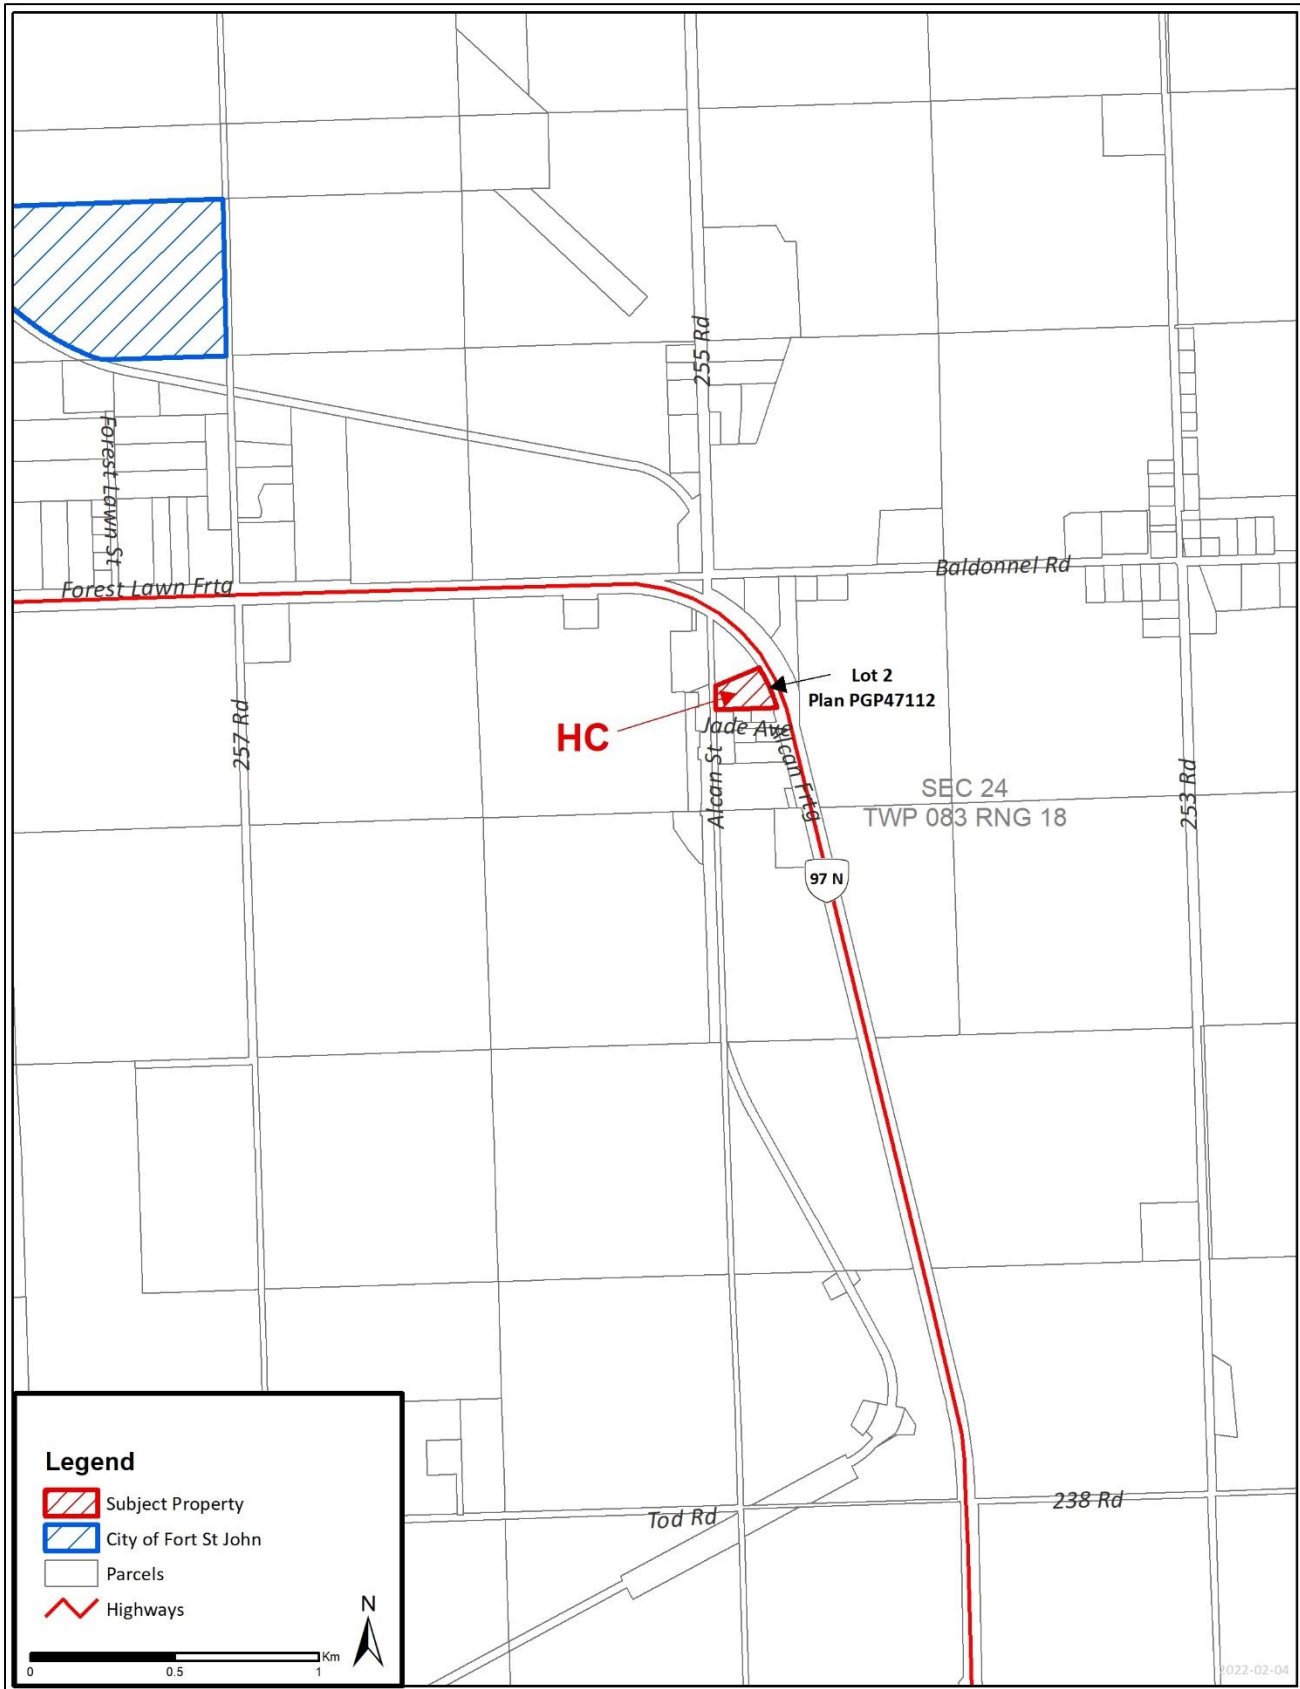 255 Rd
Forest Lawn St
Forest Lawn Frtg
Baldonnel Rd
Lot 2
Plan PGP47112
HC
Jade Ave
Alcan Frtg
Alcan St
257 Rd
253 Rd
SEC 24
TWP 083 RNG 18
97 N
Tod Rd
238 Rd
Legend
Subject Property
City of Fort St John
Parcels
Highways
N
Km
0 0.5 1
2022-02-04